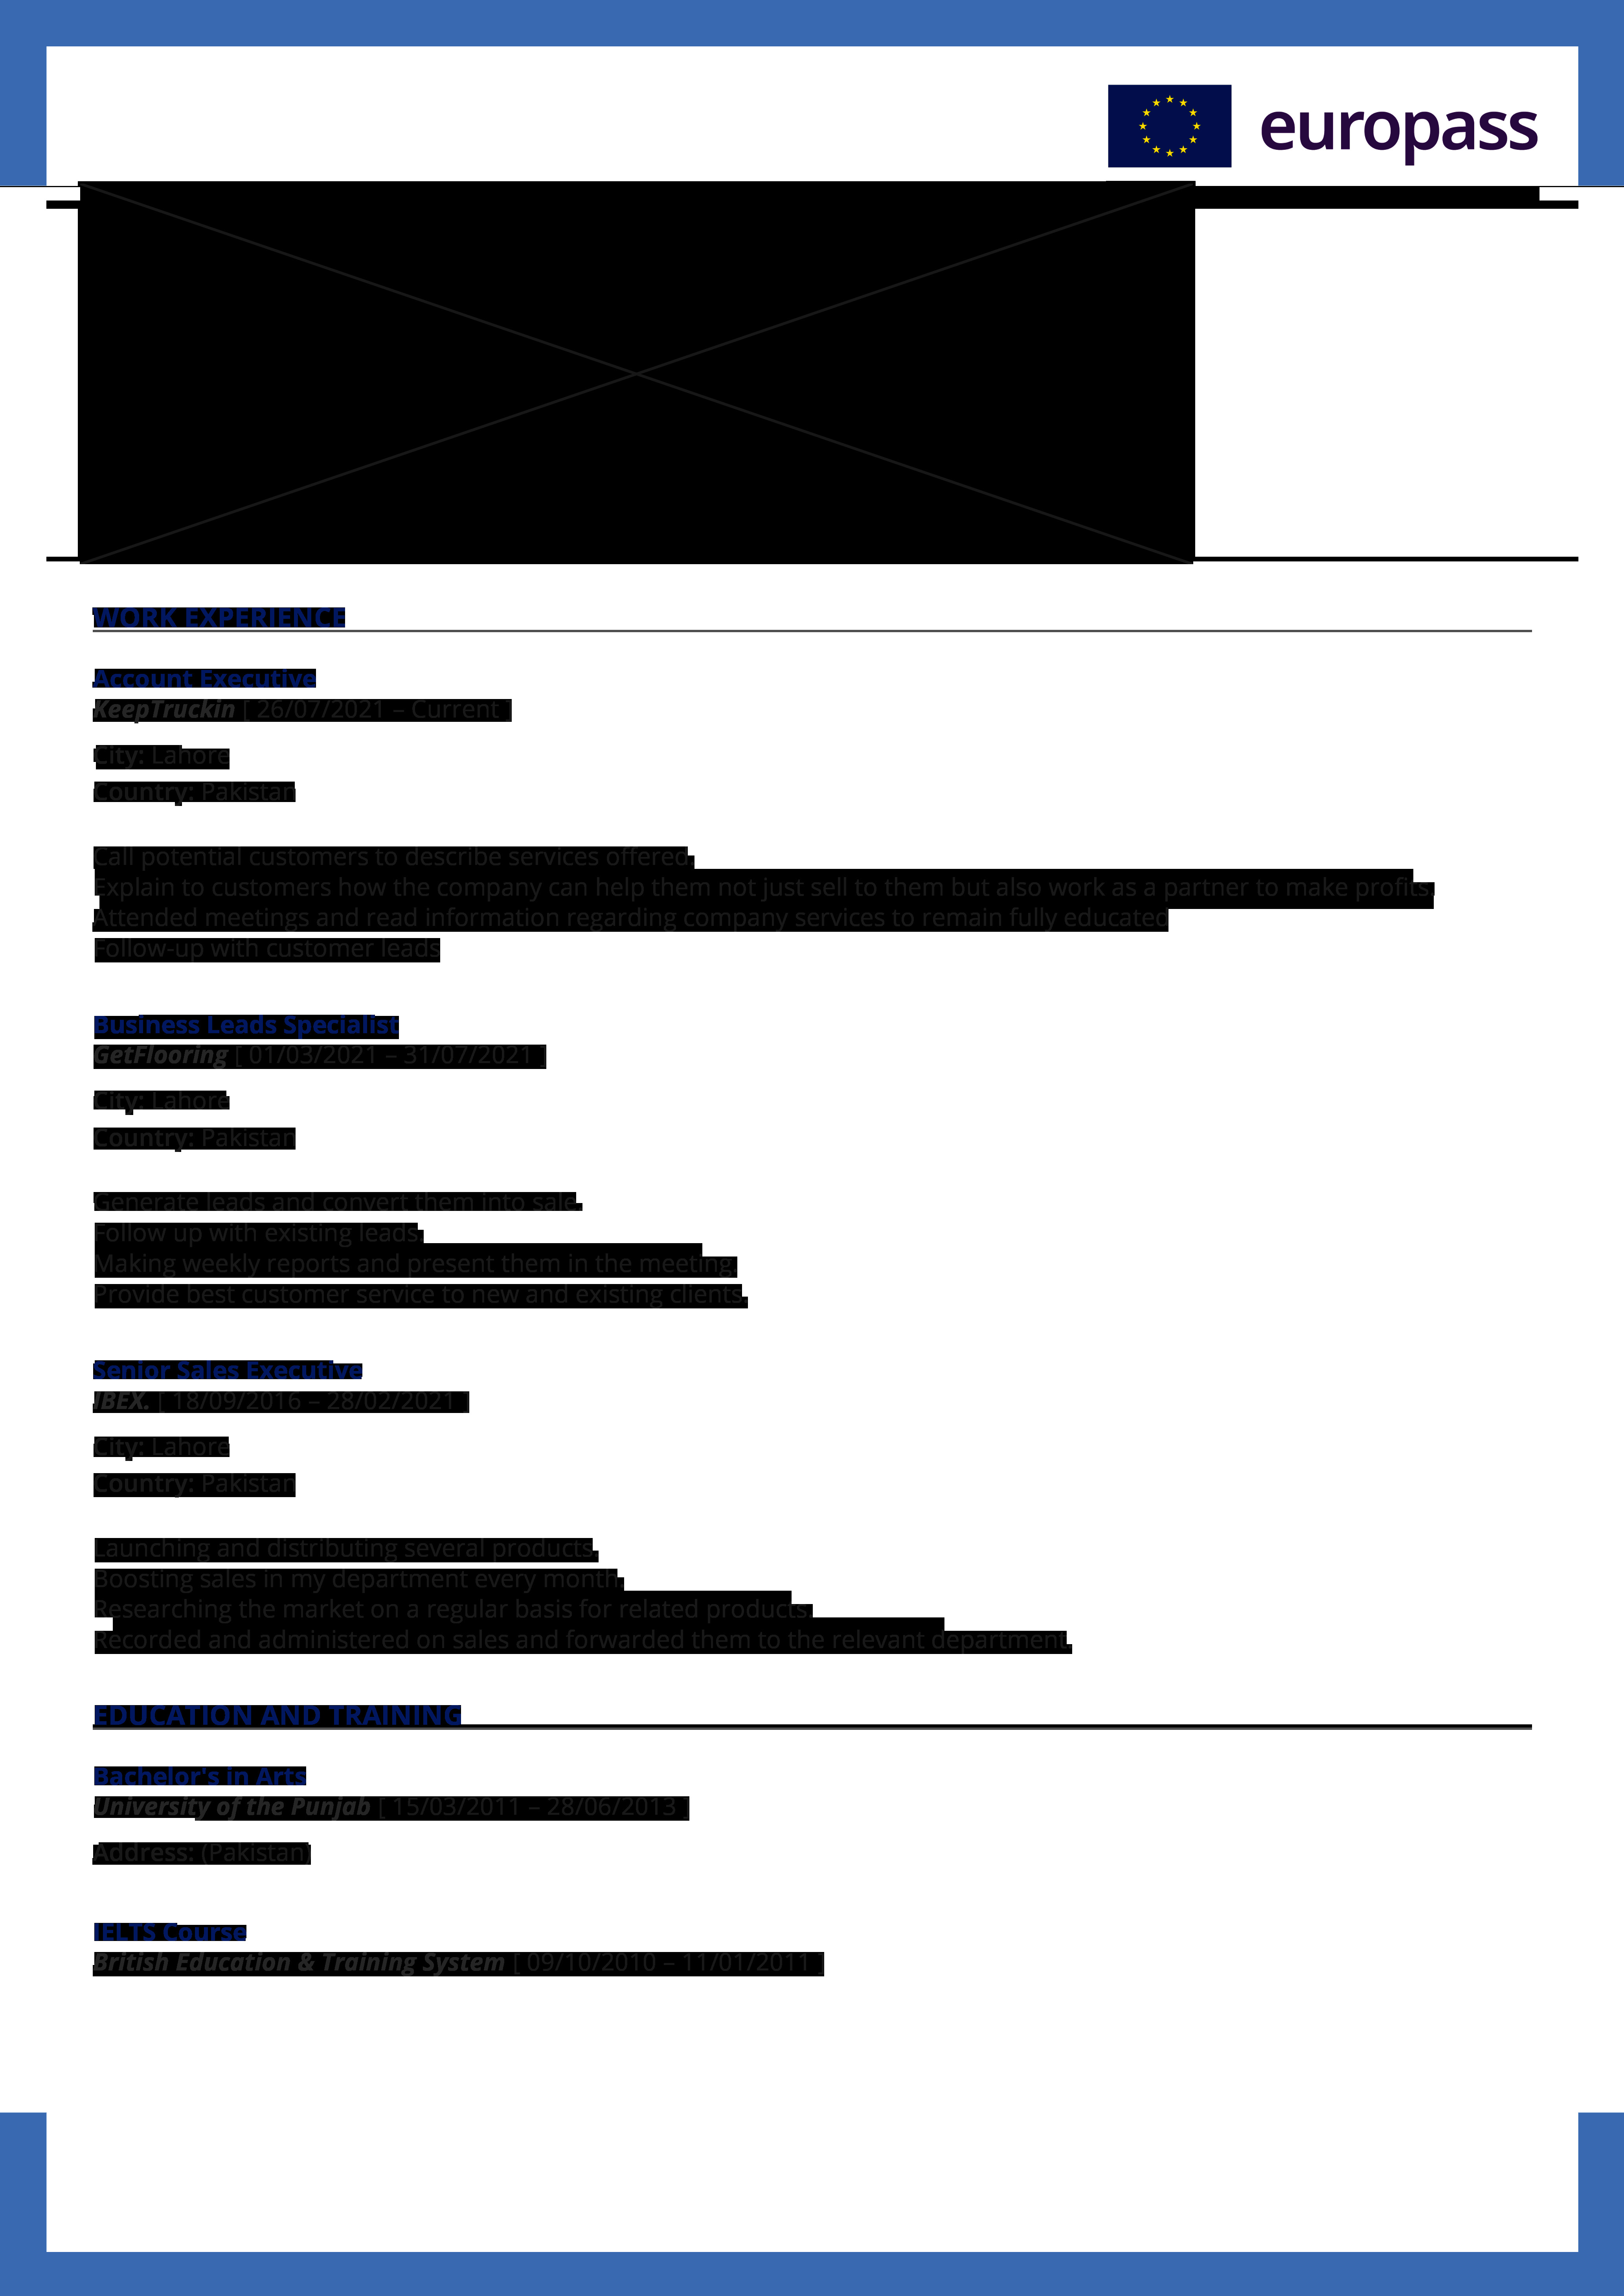 europass
WORK EXPERIENCE
Account Executive
KeepTruckin [ 26/07/2021 – Current ]
City: Lahore
Country: Pakistan
Call potential customers to describe services offered.
Explain to customers how the company can help them not just sell to them but also work as a partner to make profits.
Attended meetings and read information regarding company services to remain fully educated
Follow-up with customer leads
Business Leads Specialist
GetFlooring [ 01/03/2021 – 31/07/2021 ]
City: Lahore
Country: Pakistan
Generate leads and convert them into sale.
Follow up with existing leads.
Making weekly reports and present them in the meeting.
Provide best customer service to new and existing clients.
Senior Sales Executive
IBEX. [ 18/09/2016 – 28/02/2021 ]
City: Lahore
Country: Pakistan
Launching and distributing several products.
Boosting sales in my department every month.
Researching the market on a regular basis for related products.
Recorded and administered on sales and forwarded them to the relevant department.
EDUCATION AND TRAINING
Bachelor's in Arts
University of the Punjab [ 15/03/2011 – 28/06/2013 ]
Address: (Pakistan)
IELTS Course
British Education & Training System [ 09/10/2010 – 11/01/2011 ]